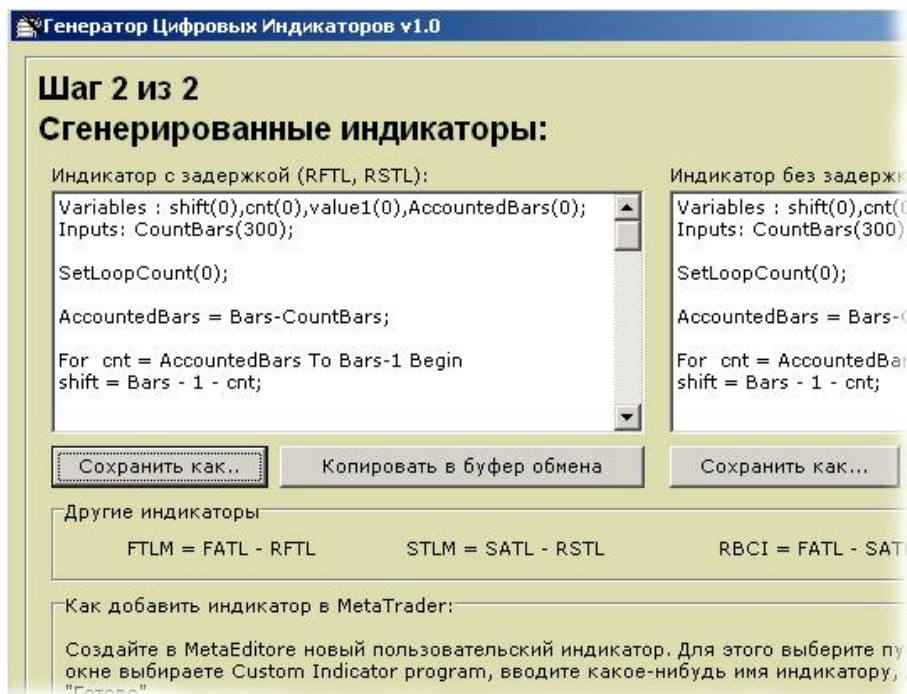 Генератор Цифровых Индикаторов v1.0
Шаг 2 из 2
Сгенерированные индикаторы:
Индикатор с задержкой (RFTL, RSTL):
Variables : shift(0),cnt(0),value1(0),AccountedBars(0);
Inputs: CountBars(300);
SetLoopCount(0);
AccountedBars = Bars-CountBars;
For cnt = AccountedBars To Bars-1 Begin
shift = Bars - 1 - cnt;
Сохранить как..
Копировать в буфер обмена
Индикатор без
Variables : shift(0),cnt(
Inputs: CountBars(300)
SetLoopCount(0);
AccountedBars = Bars-
For cnt =
shift = Bars - 1 - cnt;
Сохранить как...
Другие индикаторы
FTLM = FATL - RFTL
STLM = SATL - RSTL
RBCI = FATL -
Как добавить индикатор в MetaTrader:
Создайте в MetaEditore новый пользовательский индикатор. Для этого выберите
окне выбираете Custom Indicator program, вводите какое-нибудь имя индикатору,
"Готово"